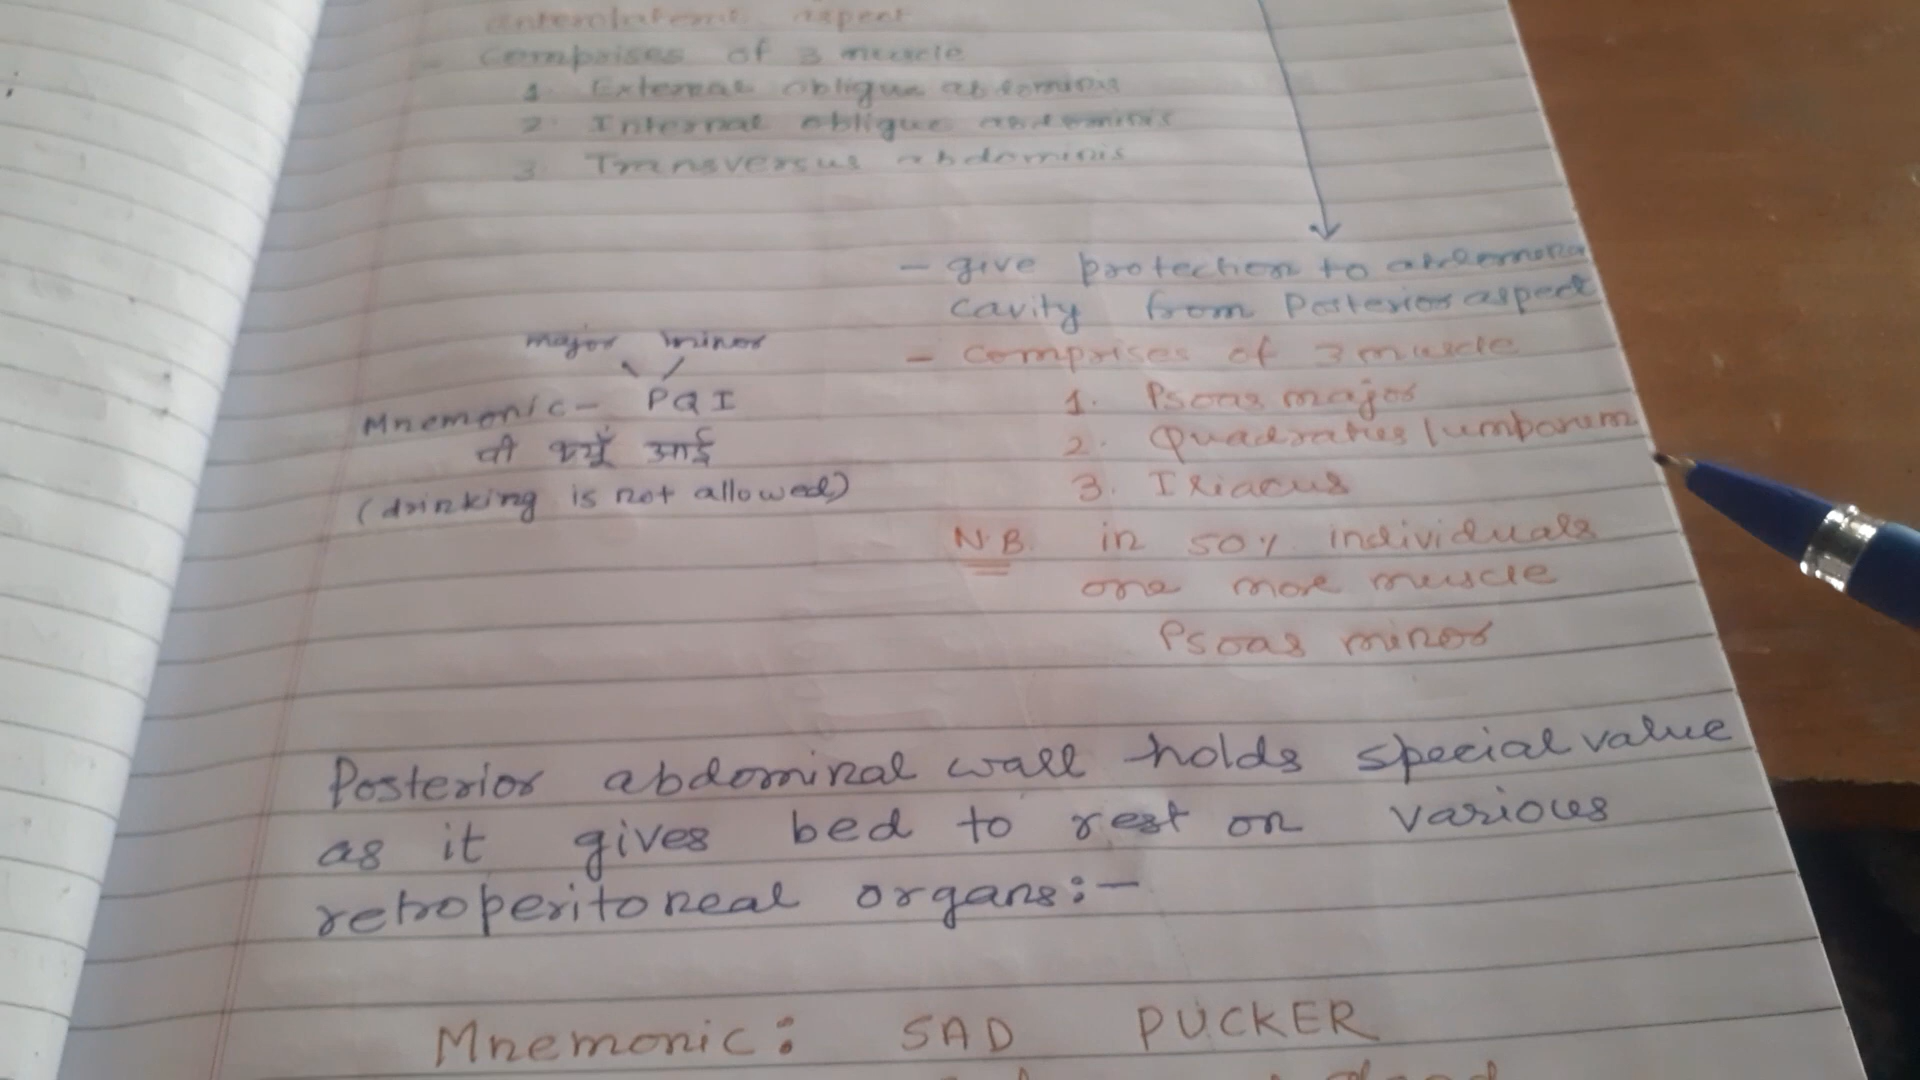 anterolateral aspect
- Comprises of 3 muscle
1. External oblique abdominis
2. Internal oblique abdominis
3. Transversus abdominis
- give protection to abdominal
cavity from Posterior aspect
- Comprises of 3 muscle
1. Psoas major
2. Quadratus lumborum
3. Iliacus
N.B. in 50% individuals
one more muscle
Psoas minor
major minor
Mnemonic - PQI
पी क्यूँ आई
(drinking is not allowed)
Posterior abdominal wall holds special value
as it gives bed to rest on various
retroperitoneal organs:-
Mnemonic: SAD PUCKER